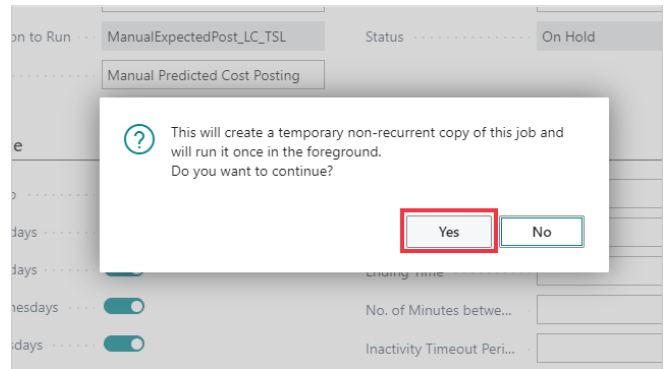 on to Run ManualExpectedPost_LC_TSL Status On Hold
Manual Predicted Cost Posting
This will create a temporary non-recurrent copy of this job and
will run it once in the foreground.
Do you want to continue?
e
Yes No
days
days Ending Time
nesdays No. of Minutes betwe...
sdays Inactivity Timeout Peri...